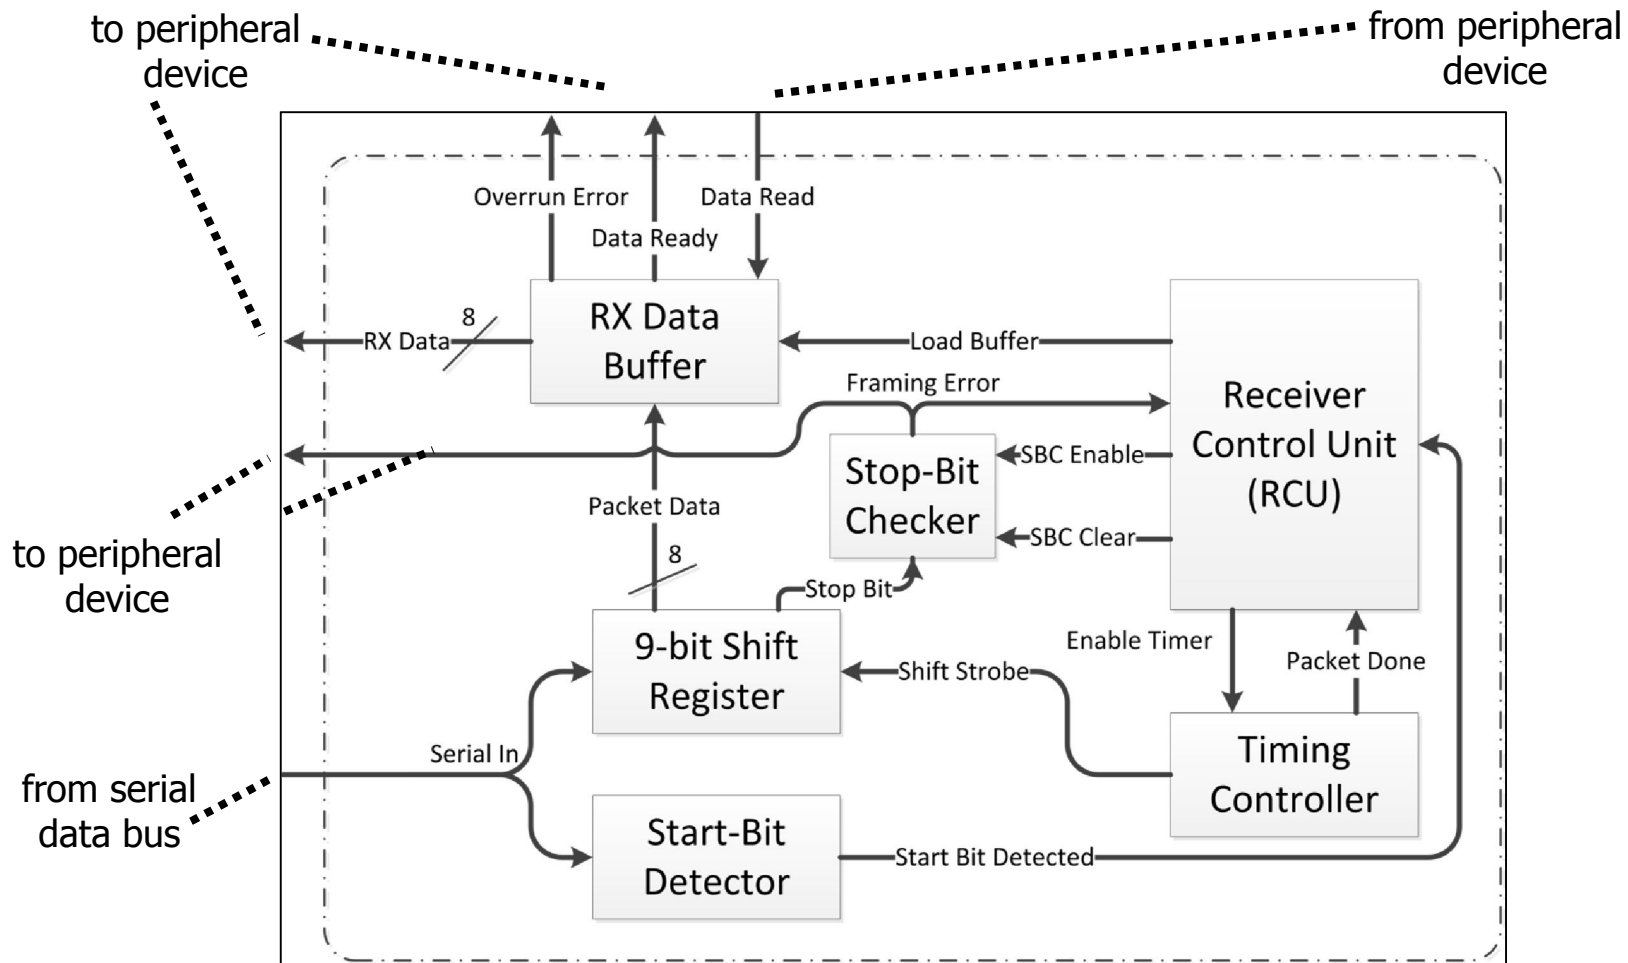 to peripheral
device
from peripheral
device
Overrun Error
Data Read
Data Ready
RX Data
Buffer
8
RX Data
Load Buffer
Framing Error
Receiver
Control Unit
(RCU)
SBC Enable
Stop-Bit
Checker
SBC Clear
Packet Data
8
Stop Bit
to peripheral
device
9-bit Shift
Register
Enable Timer
Packet Done
Shift Strobe
Serial In
Timing
Controller
from serial
data bus
Start-Bit
Detector
Start Bit Detected